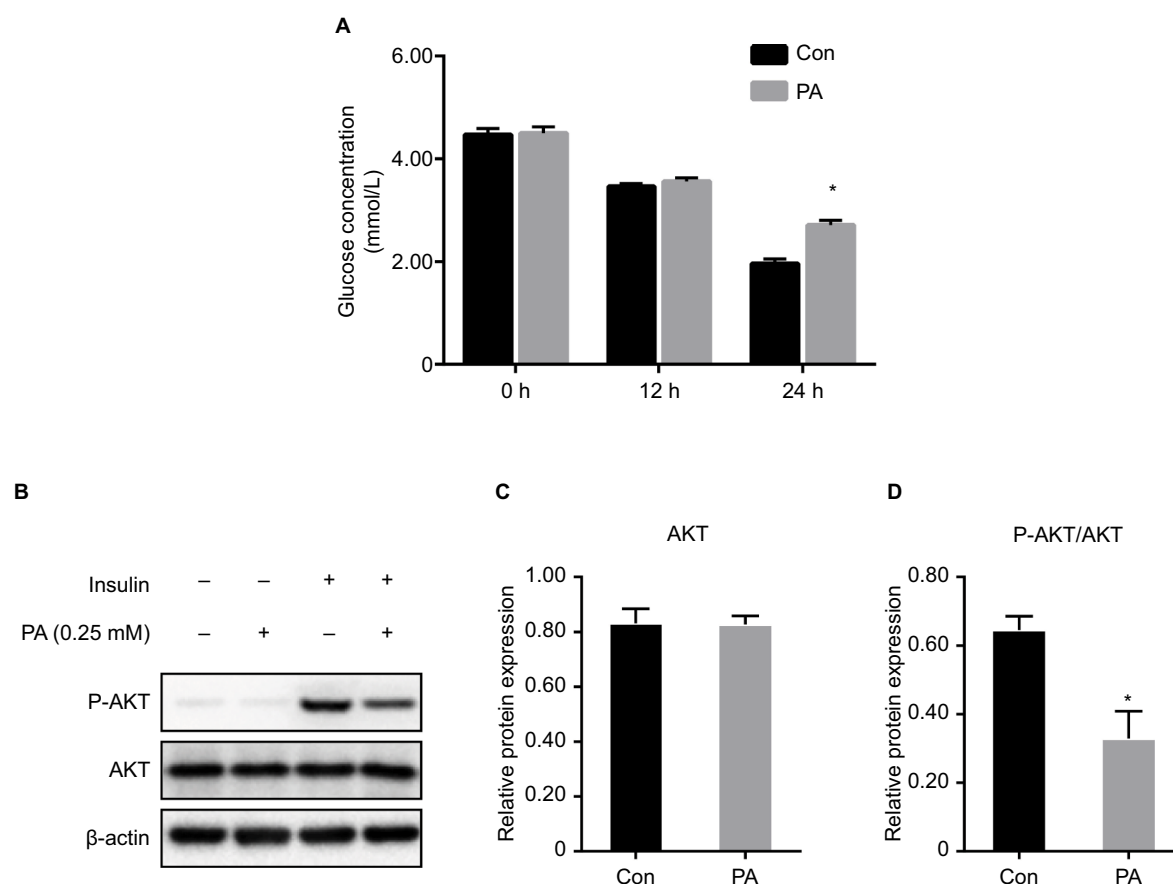 A
6.00
4.00
2.00
0
Glucose concentration
(mmol/L)
Con
PA
*
0 h
12 h
24 h
B
Insulin – – + +
PA (0.25 mM) – + – +
P-AKT
AKT
β-actin
C
AKT
1.00
0.80
0.60
0.40
0.20
0
Relative protein expression
Con
PA
D
P-AKT/AKT
0.80
0.60
0.40
0.20
0
Relative protein expression
*
Con
PA